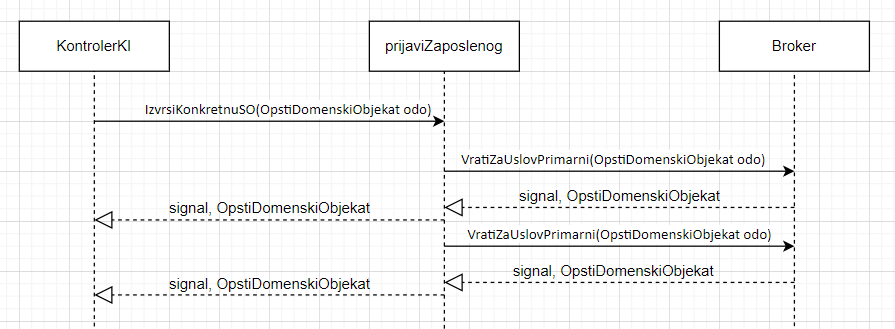 KontrolerKI
prijaviZaposlenog
Broker
IzvrsiKonkretnuSO(OpstiDomenskiObjekat odo)
VratiZaUslovPrimarni(OpstiDomenskiObjekat odo)
signal, OpstiDomenskiObjekat
signal, OpstiDomenskiObjekat
VratiZaUslovPrimarni(OpstiDomenskiObjekat odo)
signal, OpstiDomenskiObjekat
signal, OpstiDomenskiObjekat